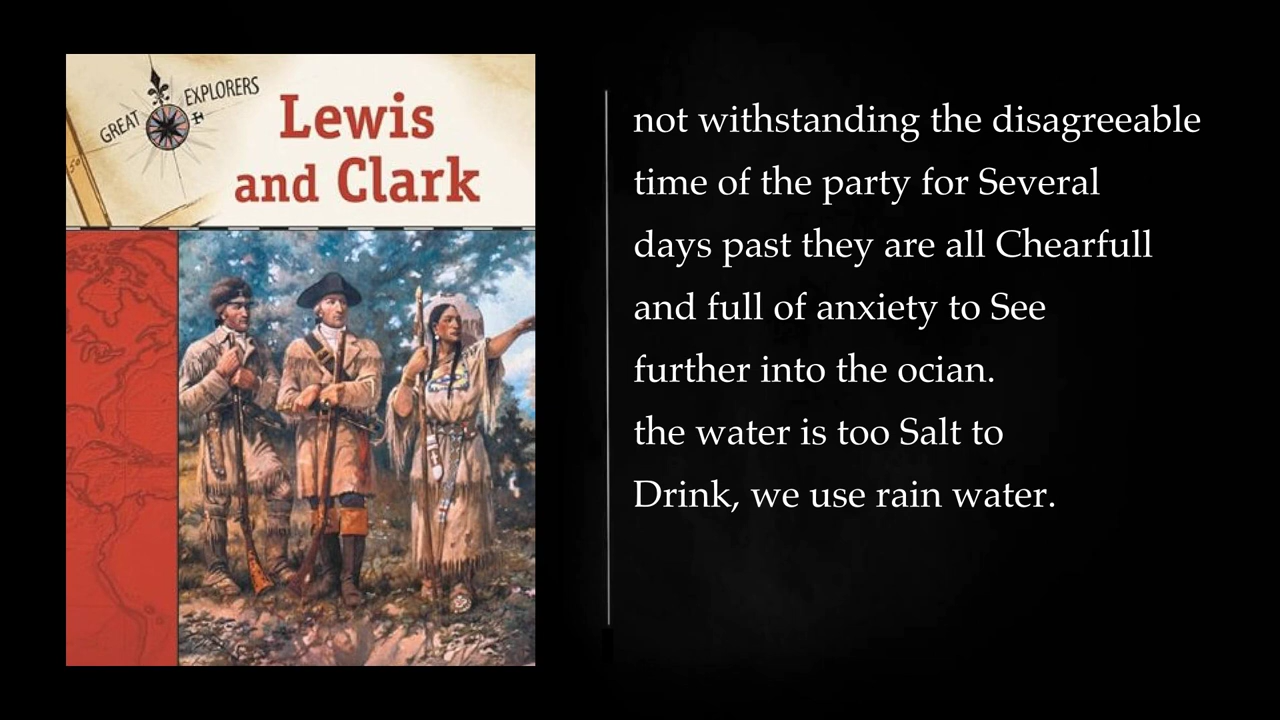 GREAT EXPLORERS
Lewis
and Clark
50
not withstanding the disagreeable
time of the party for Several
days past they are all Chearfull
and full of anxiety to See
further into the ocian.
the water is too Salt to
Drink, we use rain water.